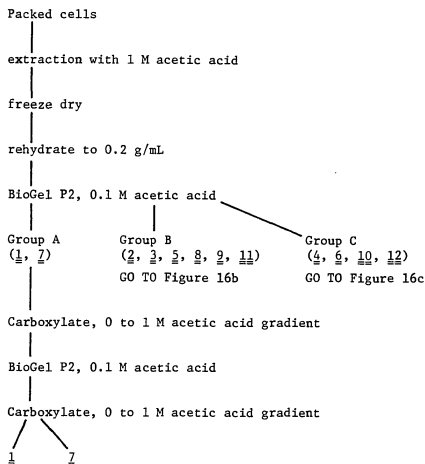 Packed cells
extraction with 1 M acetic acid
freeze dry
rehydrate to 0.2 g/mL
BioGel P2, 0.1 M acetic acid
Group A Group B Group C
(1, 7) (2, 3, 5, 8, 9, 11) (4, 6, 10, 12)
GO TO Figure 16b GO TO Figure 16c
Carboxylate, 0 to 1 M acetic acid gradient
BioGel P2, 0.1 M acetic acid
Carboxylate, 0 to 1 M acetic acid gradient
1 7